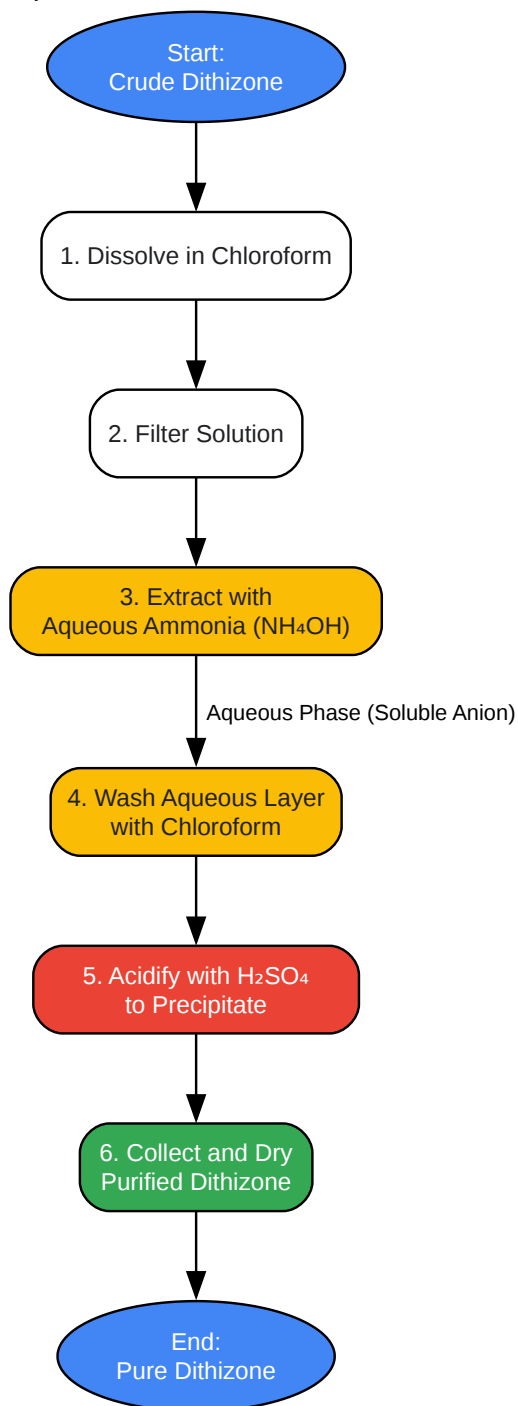 Start:
Crude Dithizone
1. Dissolve in Chloroform
2. Filter Solution
3. Extract with
Aqueous Ammonia (NH₄OH)
Aqueous Phase (Soluble Anion)
4. Wash Aqueous Layer
with Chloroform
5. Acidify with H₂SO₄
to Precipitate
6. Collect and Dry
Purified Dithizone
End:
Pure Dithizone